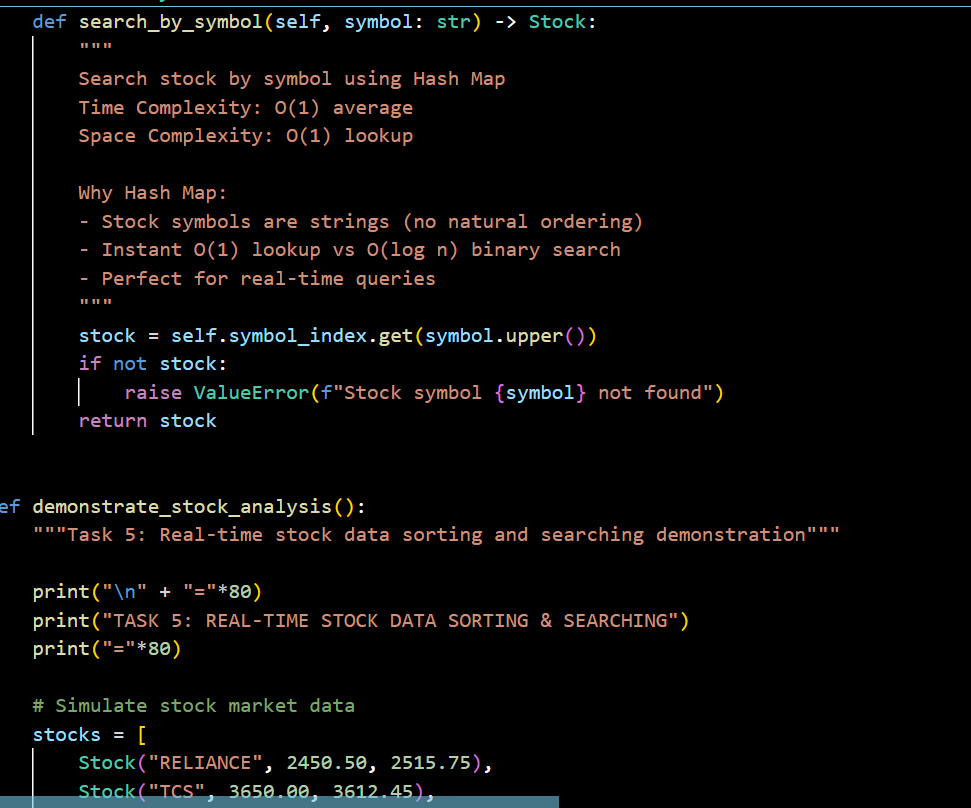 def search_by_symbol(self, symbol: str) -> Stock:
"""
Search stock by symbol using Hash Map
Time Complexity: O(1) average
Space Complexity: O(1) lookup
Why Hash Map:
- Stock symbols are strings (no natural ordering)
- Instant O(1) lookup vs O(log n) binary search
- Perfect for real-time queries
"""
stock = self.symbol_index.get(symbol.upper())
if not stock:
raise ValueError(f"Stock symbol {symbol} not found")
return stock
ef demonstrate_stock_analysis():
"""Task 5: Real-time stock data sorting and searching demonstration"""
print("\n" + "="*80)
print("TASK 5: REAL-TIME STOCK DATA SORTING & SEARCHING")
print("="*80)
# Simulate stock market data
stocks = [
Stock("RELIANCE", 2450.50, 2515.75),
Stock("TCS", 3650.00, 3612.45),